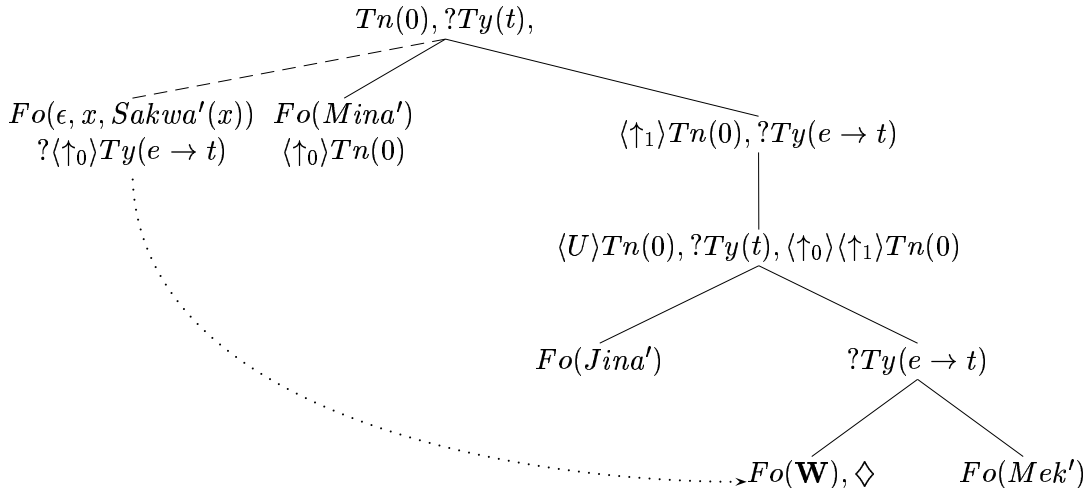 Tn(0), ?Ty(t),
Fo(ϵ, x, Sakwa′(x)) Fo(Mina′)
?⟨↑₀⟩Ty(e → t) ⟨↑₀⟩Tn(0) ⟨↑₁⟩Tn(0), ?Ty(e → t)
⟨U⟩Tn(0), ?Ty(t), ⟨↑₀⟩⟨↑₁⟩Tn(0)
Fo(Jina′) ?Ty(e → t)
Fo(W), ◇ Fo(Mek′)